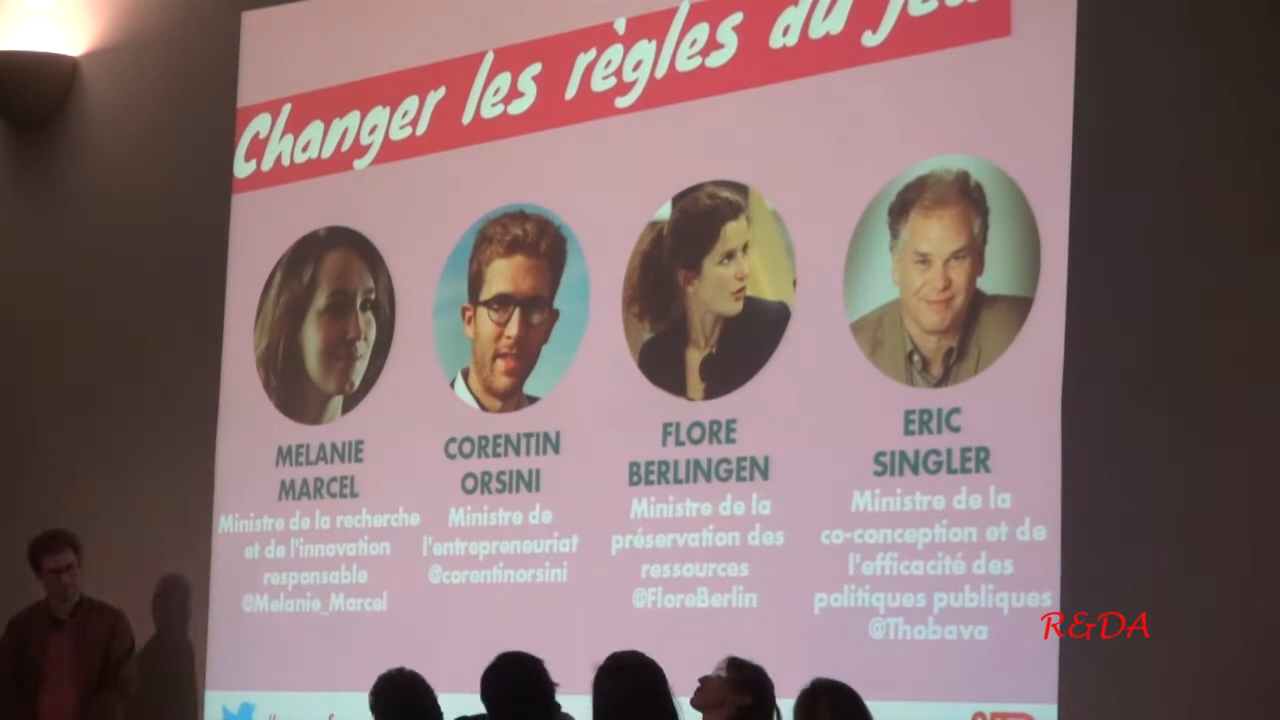 Changer les règles du jeu
MELANIE
MARCEL
Ministre de la recherche
et de l'innovation
responsable
@Melanie_Marcel
CORENTIN
ORSINI
Ministre de
l'entrepreneuriat
@corentinorsini
FLORE
BERLINGEN
Ministre de la
préservation des
ressources
@FloreBerlin
ERIC
SINGLER
Ministre de la
co-conception et de
l'efficacité des
politiques publiques
@Thobava
R&DA